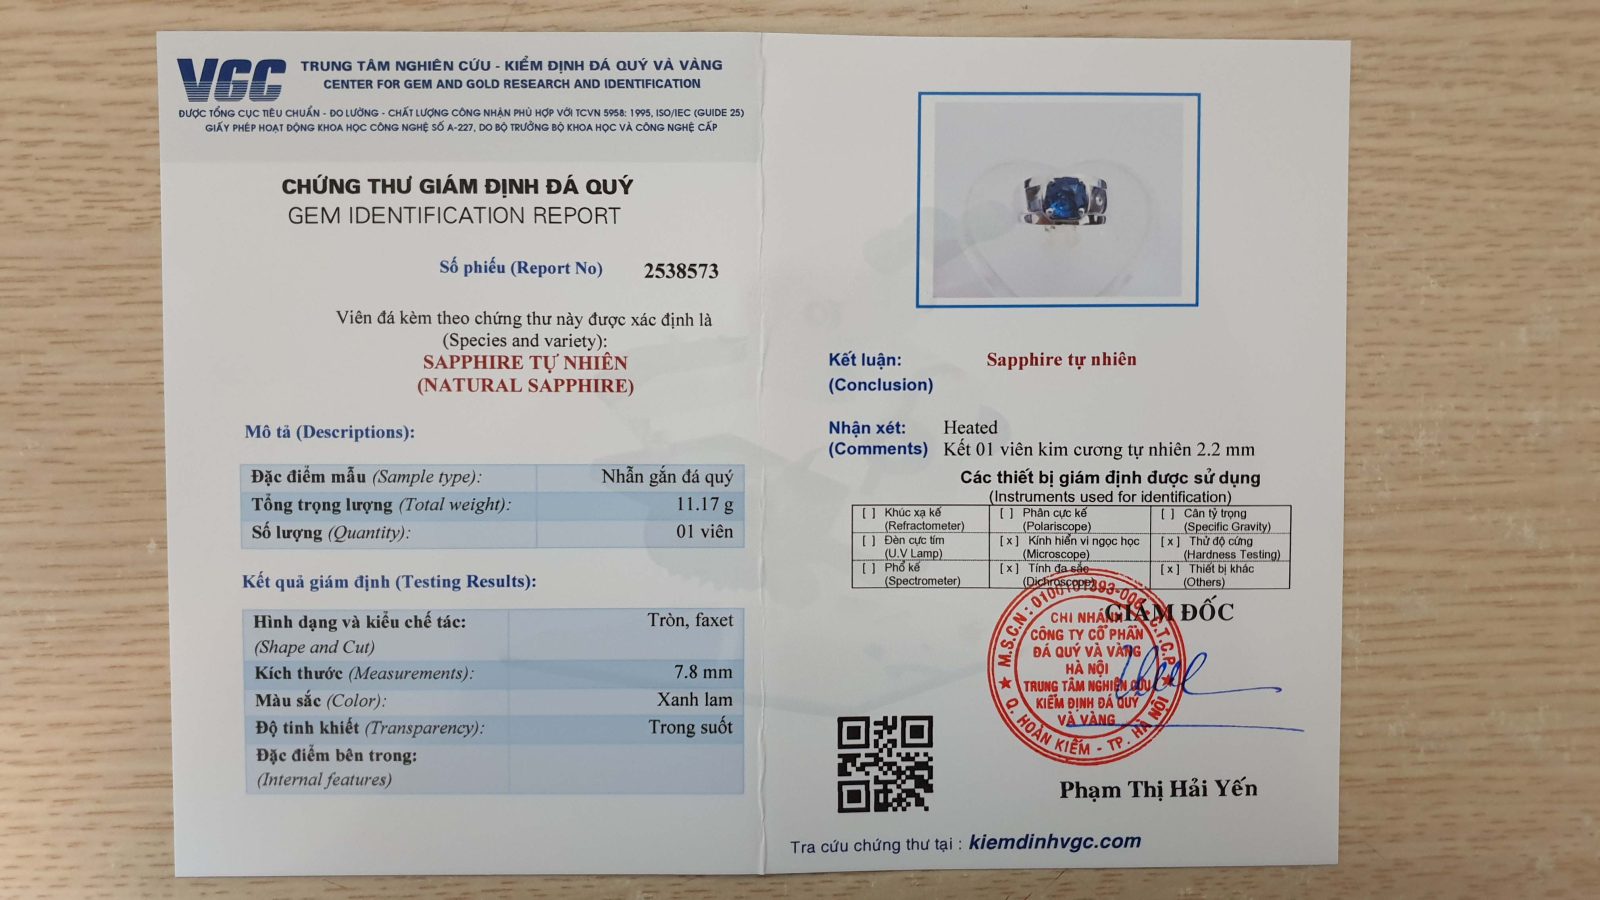 VGC
TRUNG TÂM NGHIÊN CỨU - KIỂM ĐỊNH ĐÁ QUÝ VÀ VÀNG
CENTER FOR GEM AND GOLD RESEARCH AND IDENTIFICATION
ĐƯỢC TỔNG CỤC TIÊU CHUẨN - ĐO LƯỜNG - CHẤT LƯỢNG CÔNG NHẬN PHÙ HỢP VỚI TCVN 5958: 1995, ISO/IEC (GUIDE 25)
GIẤY PHÉP HOẠT ĐỘNG KHOA HỌC CÔNG NGHỆ SỐ A-227, DO BỘ TRƯỞNG BỘ KHOA HỌC VÀ CÔNG NGHỆ CẤP
CHỨNG THƯ GIÁM ĐỊNH ĐÁ QUÝ
GEM IDENTIFICATION REPORT
Số phiếu (Report No) 2538573
Viên đá kèm theo chứng thư này được xác định là
(Species and variety):
SAPPHIRE TỰ NHIÊN
(NATURAL SAPPHIRE)
Mô tả (Descriptions):
Đặc điểm mẫu (Sample type): Nhẫn gắn đá quý
Tổng trọng lượng (Total weight): 11.17 g
Số lượng (Quantity): 01 viên
Kết quả giám định (Testing Results):
Hình dạng và kiểu chế tác: Tròn, faxet
(Shape and Cut)
Kích thước (Measurements): 7.8 mm
Màu sắc (Color): Xanh lam
Độ tinh khiết (Transparency): Trong suốt
Đặc điểm bên trong:
(Internal features)
Kết luận: Sapphire tự nhiên
(Conclusion)
Nhận xét: Heated
(Comments) Kết 01 viên kim cương tự nhiên 2.2 mm
Các thiết bị giám định được sử dụng
(Instruments used for identification)
[ ] Khúc xạ kế [ ] Phân cực kế [ ] Cân tỷ trọng
(Refractometer) (Polariscope) (Specific Gravity)
[ ] Đèn cực tím [x] Kính hiển vi ngọc học [x] Thử độ cứng
(U.V Lamp) (Microscope) (Hardness Testing)
[ ] Phổ kế [x] Tính đa sắc [x] Thiết bị khác
(Spectrometer) (Dichroscope) (Others)
GIÁM ĐỐC
M.S.C.N: 0100101393-006 C.T.C.P
CHI NHÁNH
CÔNG TY CỔ PHẦN
ĐÁ QUÝ VÀ VÀNG
HÀ NỘI
TRUNG TÂM NGHIÊN CỨU
KIỂM ĐỊNH ĐÁ QUÝ
VÀ VÀNG
Q. HOÀN KIẾM - TP. HÀ NỘI
Phạm Thị Hải Yến
Tra cứu chứng thư tại : kiemdinhvgc.com